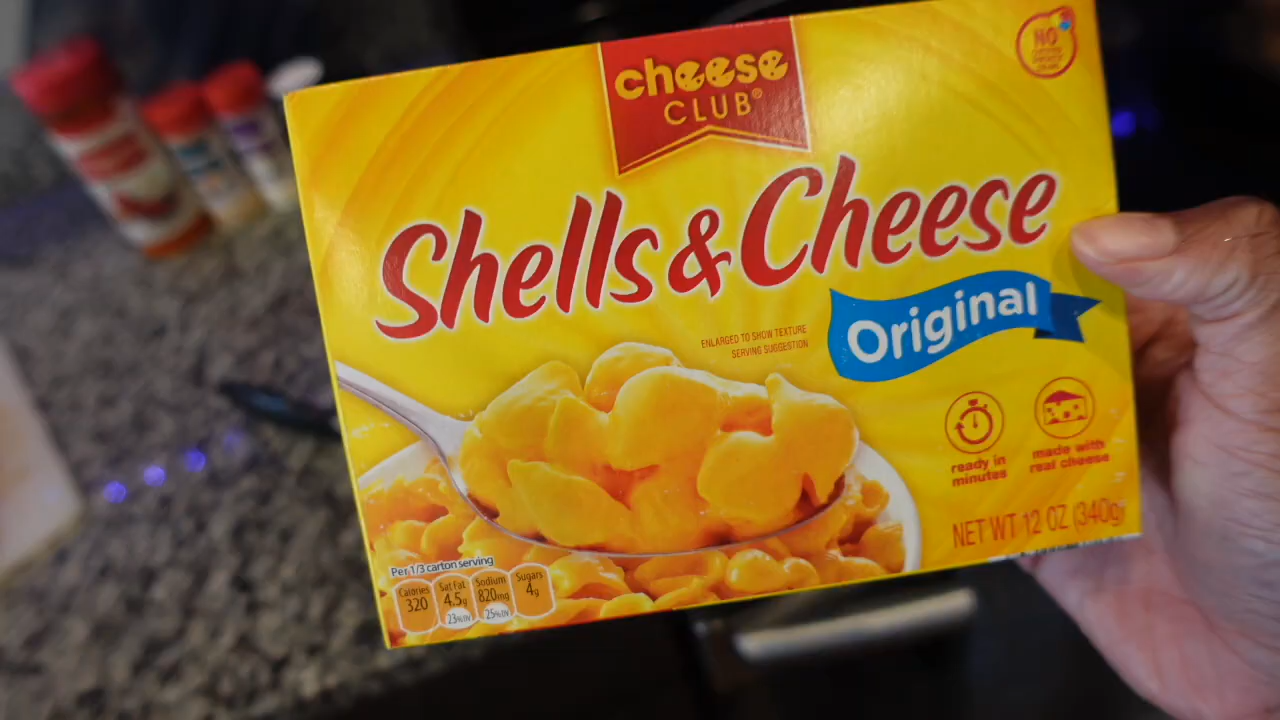 cheese
CLUB®
NO
Shells & Cheese
Original
ENLARGED TO SHOW TEXTURE
SERVING SUGGESTION
ready in
minutes
made with
real cheese
NET WT 12 OZ (340g)
Per 1/3 carton serving
Calories
320
Sat Fat
4.5g
23% DV
Sodium
820mg
25% DV
Sugars
4g